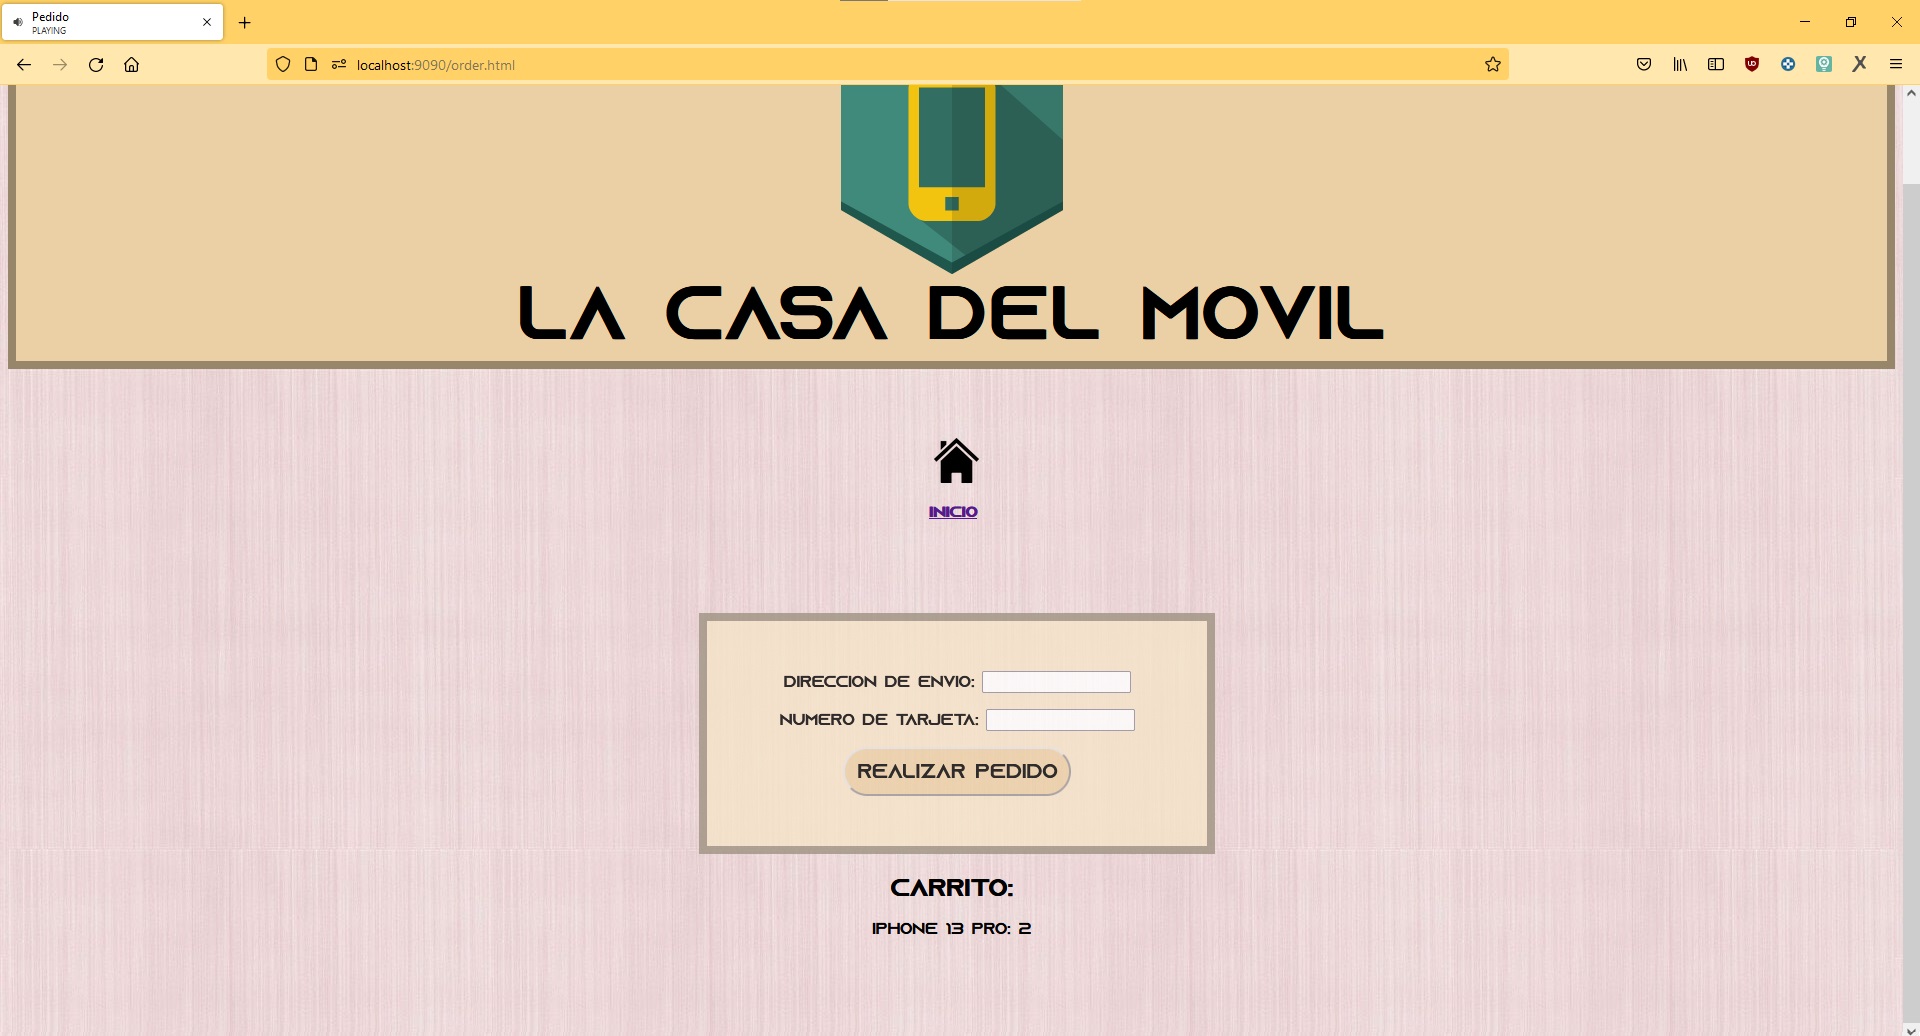 Pedido
PLAYING
localhost:9090/order.html
LA CASA DEL MOVIL
INICIO
DIRECCION DE ENVIO:
NUMERO DE TARJETA:
REALIZAR PEDIDO
CARRITO:
IPHONE 13 PRO: 2